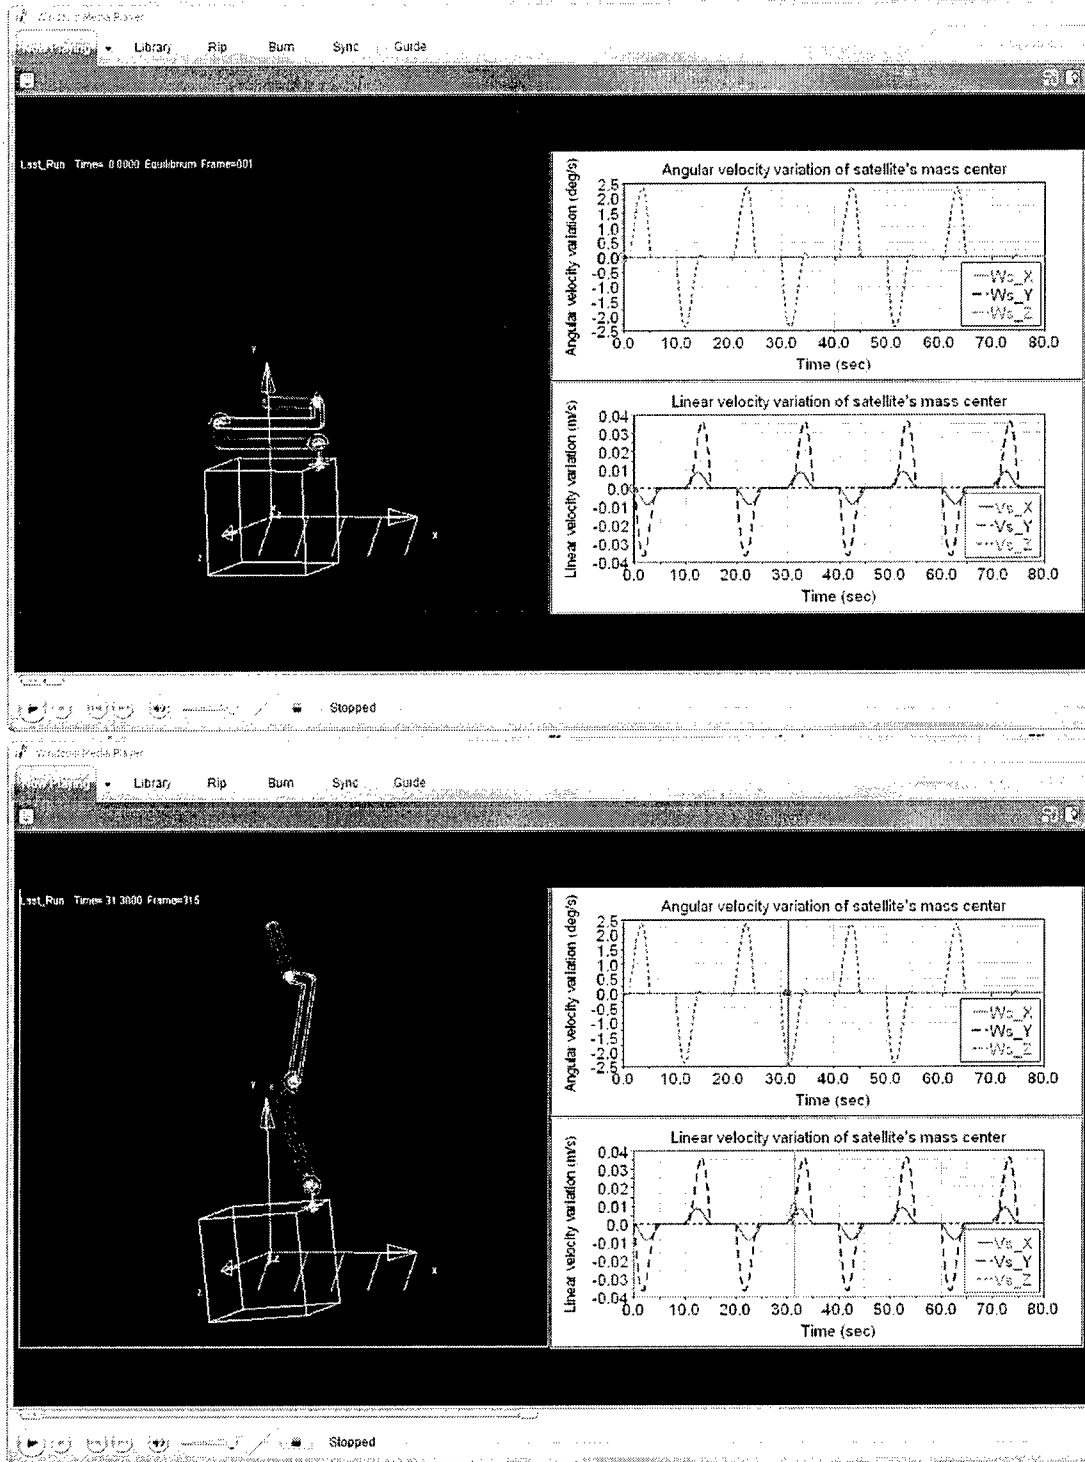 Windows Media Player
Library Rip Burn Sync Guide
Last_Run Time= 0.0000 Equilibrium Frame=001
Y
X
Z
Angular velocity variation of satellite's mass center
Angular velocity variation (deg/s)
2.5
2.0
1.5
1.0
0.5
0.0
-0.5
-1.0
-1.5
-2.0
-2.5
0.0 10.0 20.0 30.0 40.0 50.0 60.0 70.0 80.0
Time (sec)
Ws_X
Ws_Y
Ws_Z
Linear velocity variation of satellite's mass center
Linear velocity variation (m/s)
0.04
0.03
0.02
0.01
0.0
-0.01
-0.02
-0.03
-0.04
0.0 10.0 20.0 30.0 40.0 50.0 60.0 70.0 80.0
Time (sec)
Vs_X
Vs_Y
Vs_Z
Stopped
Windows Media Player
Library Rip Burn Sync Guide
Last_Run Time= 31.3000 Frame=315
Y
X
Z
Angular velocity variation of satellite's mass center
Angular velocity variation (deg/s)
2.5
2.0
1.5
1.0
0.5
0.0
-0.5
-1.0
-1.5
-2.0
-2.5
0.0 10.0 20.0 30.0 40.0 50.0 60.0 70.0 80.0
Time (sec)
Ws_X
Ws_Y
Ws_Z
Linear velocity variation of satellite's mass center
Linear velocity variation (m/s)
0.04
0.03
0.02
0.01
0.0
-0.01
-0.02
-0.03
-0.04
0.0 10.0 20.0 30.0 40.0 50.0 60.0 70.0 80.0
Time (sec)
Vs_X
Vs_Y
Vs_Z
Stopped